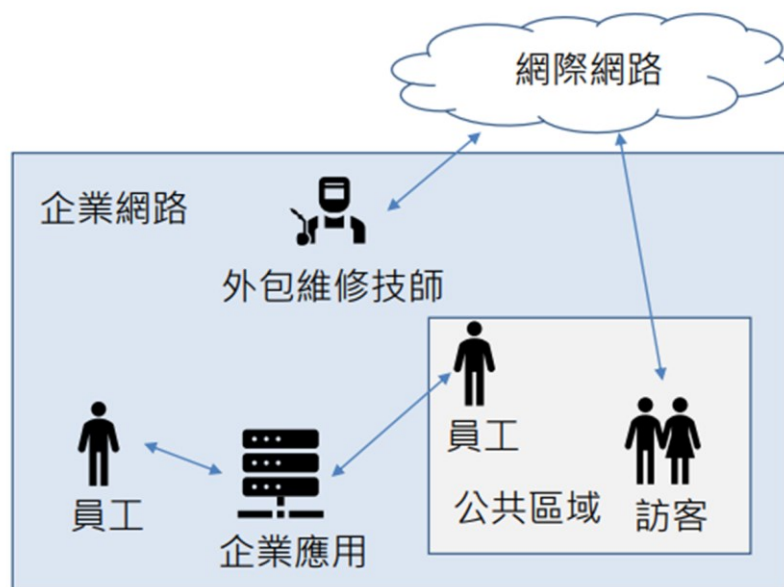 網際網路
企業網路
外包維修技師
員工
員工
公共區域
訪客
企業應用